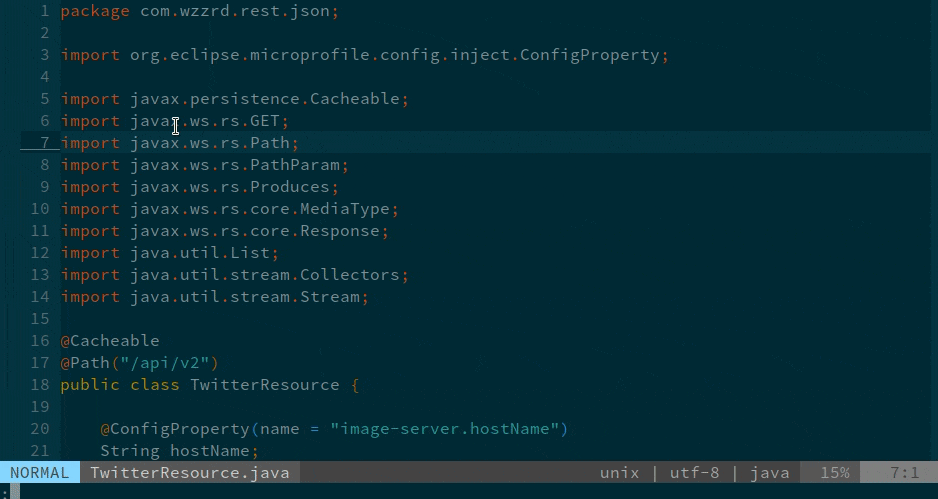 1 package com.wzzrd.rest.json;
2
3 import org.eclipse.microprofile.config.inject.ConfigProperty;
4
5 import javax.persistence.Cacheable;
6 import javax.ws.rs.GET;
7 import javax.ws.rs.Path;
8 import javax.ws.rs.PathParam;
9 import javax.ws.rs.Produces;
10 import javax.ws.rs.core.MediaType;
11 import javax.ws.rs.core.Response;
12 import java.util.List;
13 import java.util.stream.Collectors;
14 import java.util.stream.Stream;
15
16 @Cacheable
17 @Path("/api/v2")
18 public class TwitterResource {
19
20     @ConfigProperty(name = "image-server.hostName")
21     String hostName;
NORMAL TwitterResource.java unix | utf-8 | java 15% 7:1
: